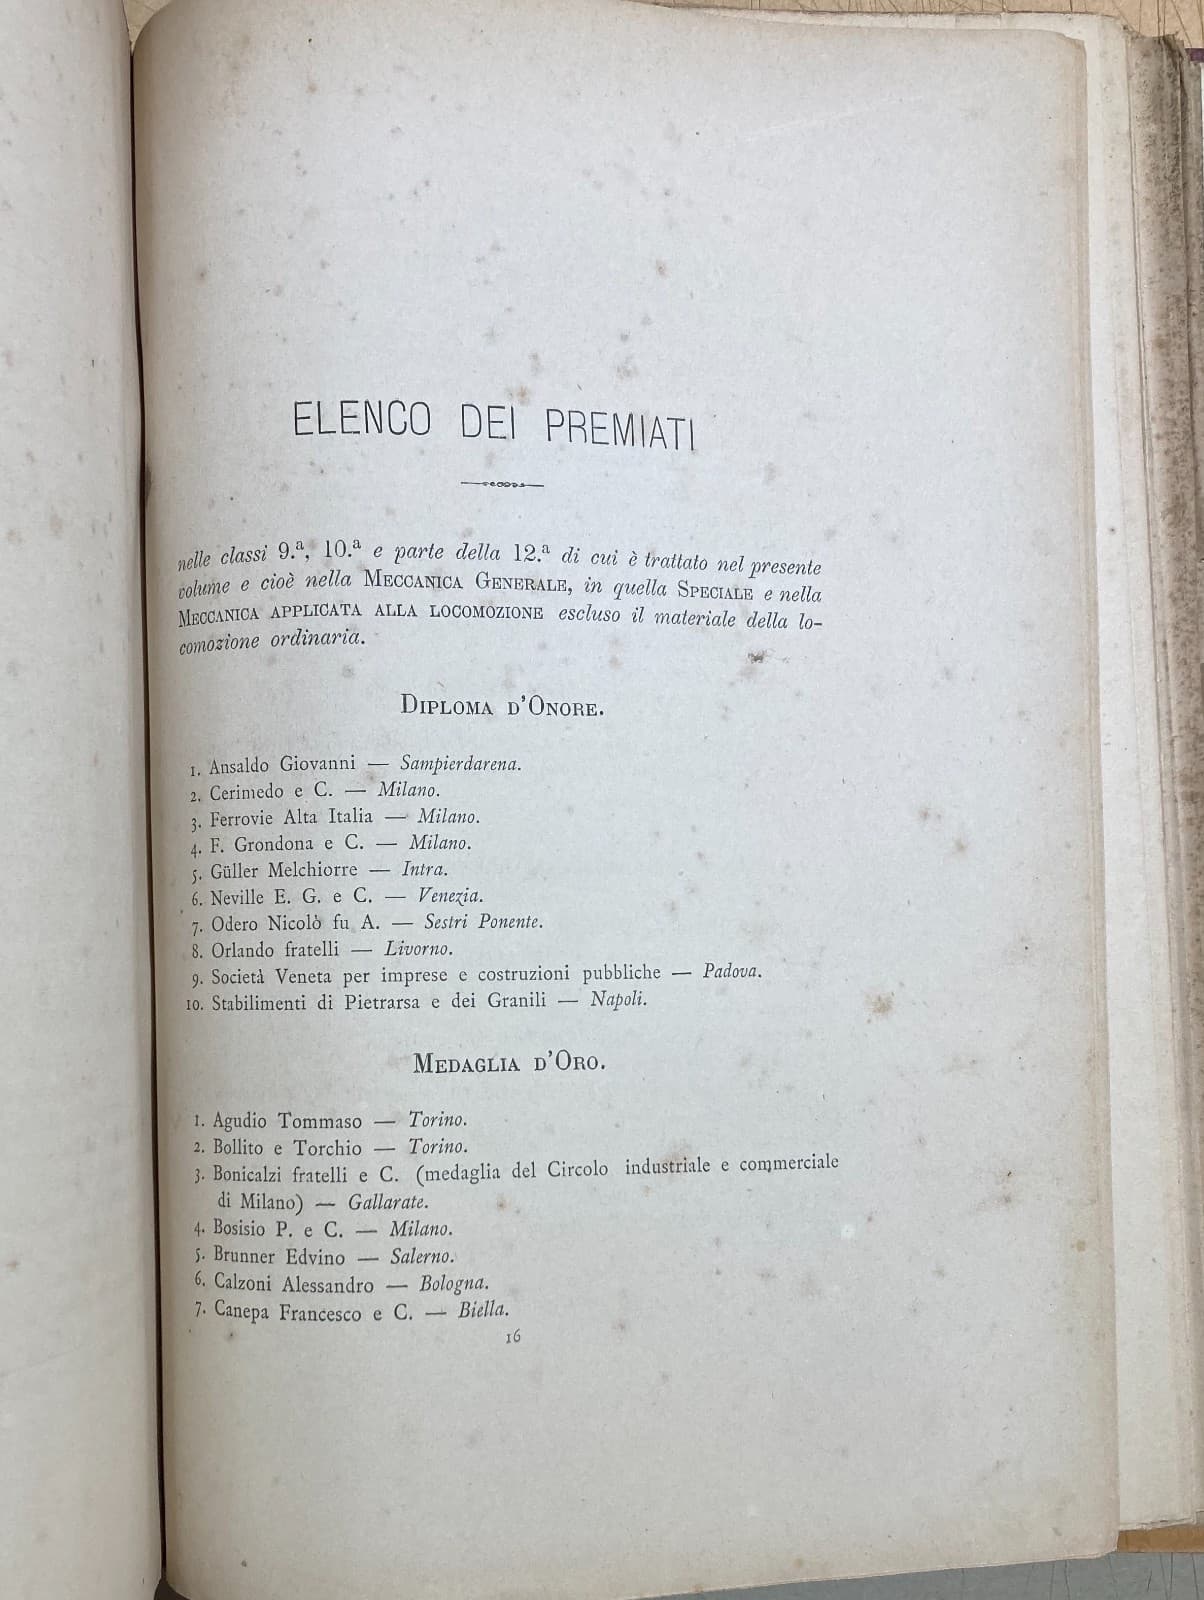 ELENCO DEI PREMIATI
nelle classi 9.ª, 10.ª e parte della 12.ª di cui è trattato nel presente
volume e cioè nella MECCANICA GENERALE, in quella SPECIALE e nella
MECCANICA APPLICATA ALLA LOCOMOZIONE escluso il materiale della lo-
comozione ordinaria.
DIPLOMA D'ONORE.
1. Ansaldo Giovanni — Sampierdarena.
2. Cerimedo e C. — Milano.
3. Ferrovie Alta Italia — Milano.
4. F. Grondona e C. — Milano.
5. Güller Melchiorre — Intra.
6. Neville E. G. e C. — Venezia.
7. Odero Nicolò fu A. — Sestri Ponente.
8. Orlando fratelli — Livorno.
9. Società Veneta per imprese e costruzioni pubbliche — Padova.
10. Stabilimenti di Pietrarsa e dei Granili — Napoli.
MEDAGLIA D'ORO.
1. Agudio Tommaso — Torino.
2. Bollito e Torchio — Torino.
3. Bonicalzi fratelli e C. (medaglia del Circolo industriale e commerciale
di Milano) — Gallarate.
4. Bosisio P. e C. — Milano.
5. Brunner Edvino — Salerno.
6. Calzoni Alessandro — Bologna.
7. Canepa Francesco e C. — Biella.
16